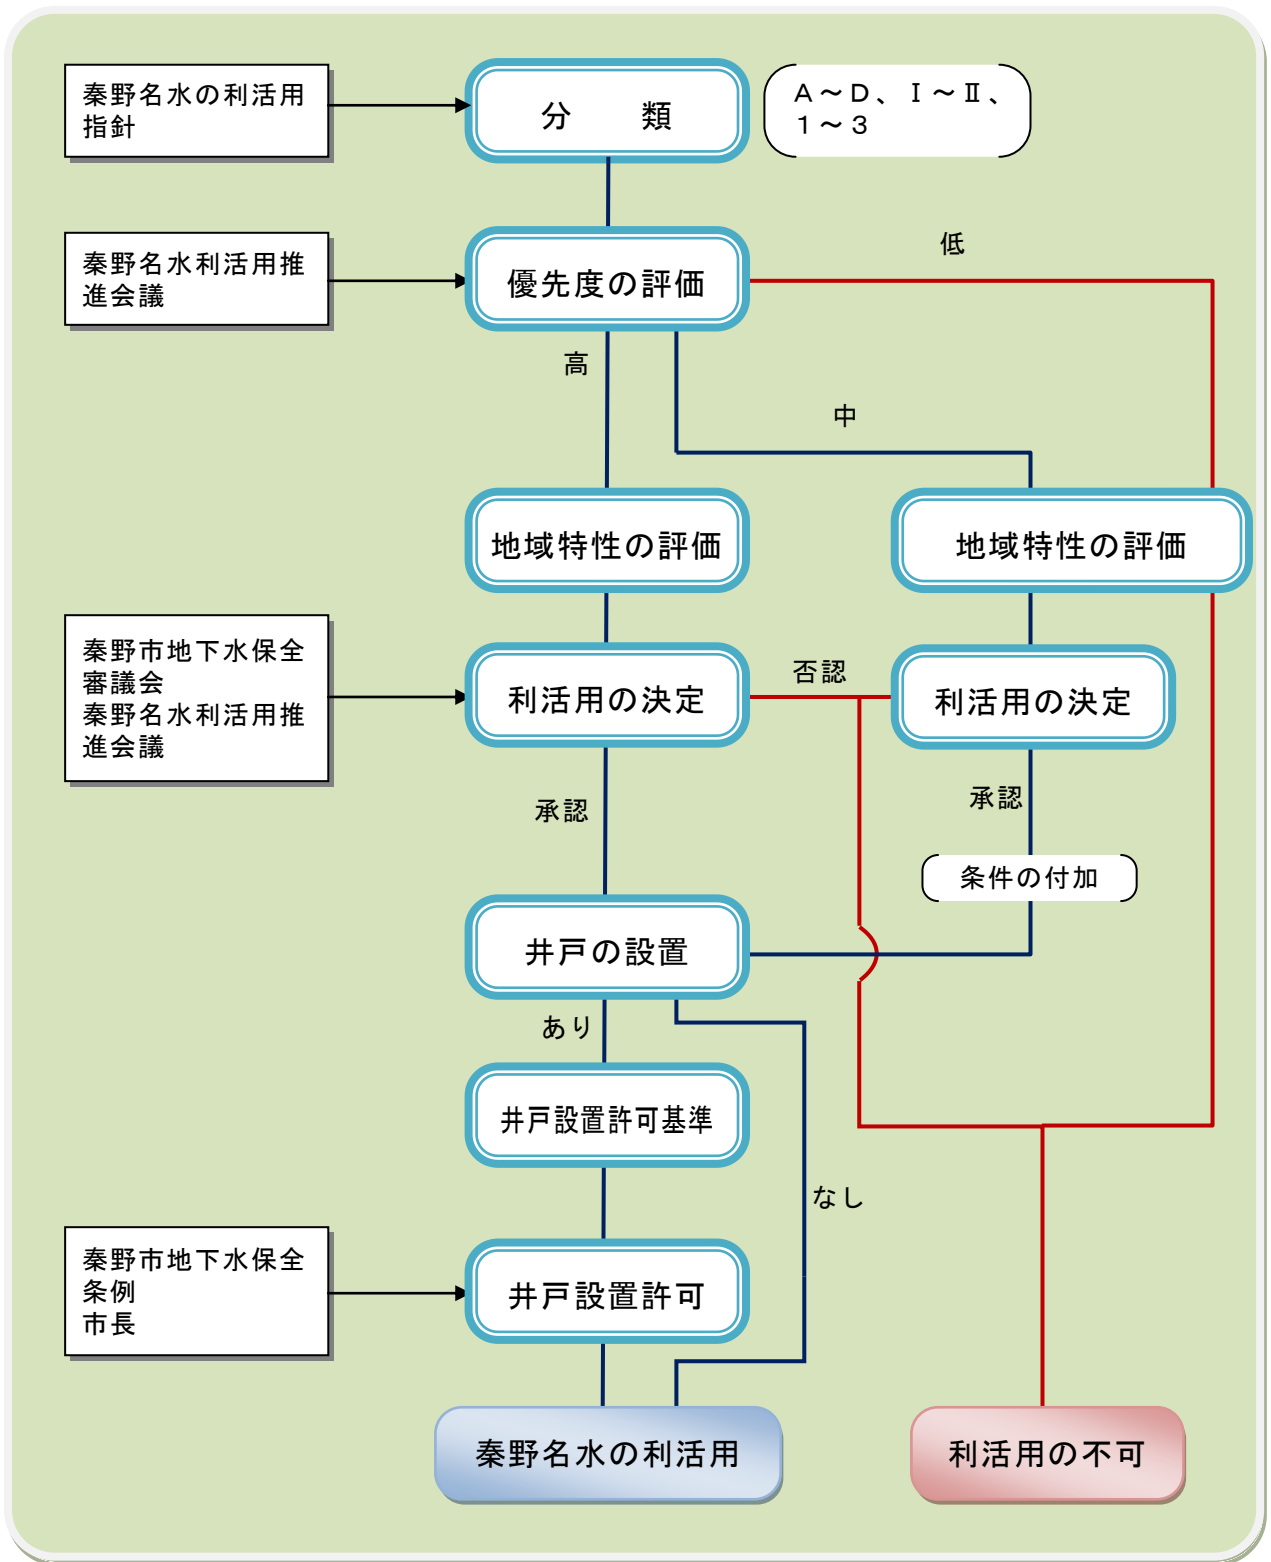 秦野名水の利活用
指針
分　　類
Ａ～Ｄ、Ⅰ～Ⅱ、
１～３
秦野名水利活用推
進会議
優先度の評価
低
高
中
地域特性の評価
地域特性の評価
秦野市地下水保全
審議会
秦野名水利活用推
進会議
利活用の決定
否認
利活用の決定
承認
承認
条件の付加
井戸の設置
あり
井戸設置許可基準
なし
秦野市地下水保全
条例
市長
井戸設置許可
秦野名水の利活用
利活用の不可